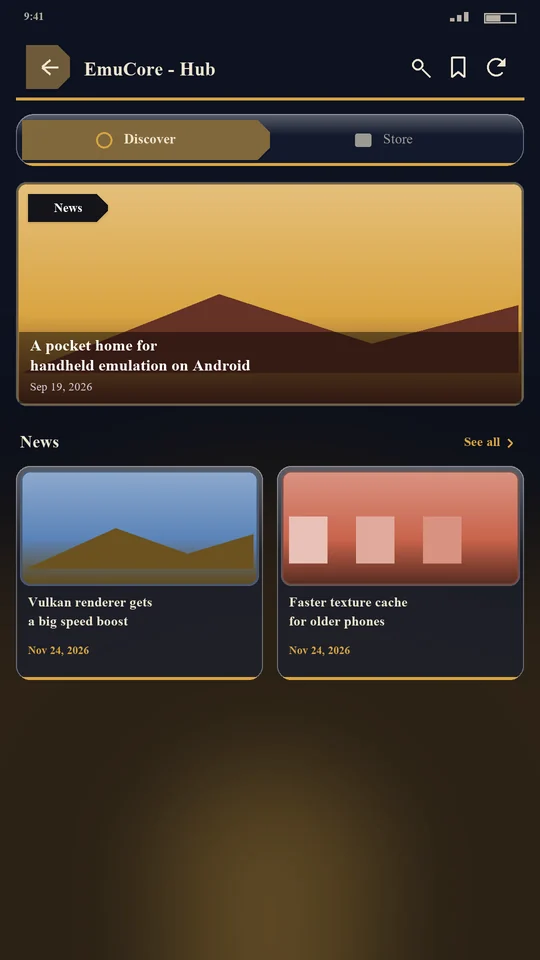 9:41
EmuCore - Hub
Discover
Store
News
A pocket home for
handheld emulation on Android
Sep 19, 2026
News
See all
Vulkan renderer gets
a big speed boost
Nov 24, 2026
Faster texture cache
for older phones
Nov 24, 2026